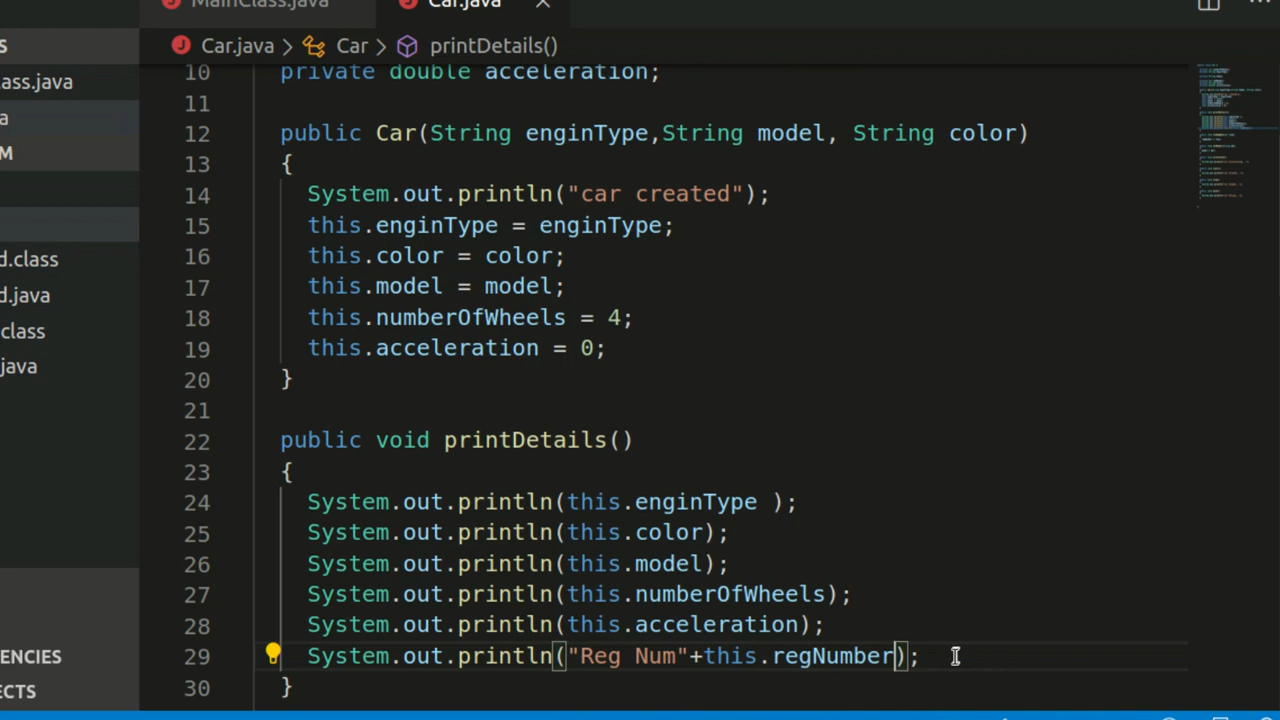 MainClass.java Car.java
S Car.java Car printDetails()
ass.java 10 private double acceleration;
11
a 12 public Car(String enginType,String model, String color)
M 13 {
14 System.out.println("car created");
15 this.enginType = enginType;
d.class 16 this.color = color;
d.java 17 this.model = model;
class 18 this.numberOfWheels = 4;
java 19 this.acceleration = 0;
20 }
21
22 public void printDetails()
23 {
24 System.out.println(this.enginType );
25 System.out.println(this.color);
26 System.out.println(this.model);
27 System.out.println(this.numberOfWheels);
28 System.out.println(this.acceleration);
ENCIES 29 System.out.println("Reg Num"+this.regNumber);
ECTS 30 }